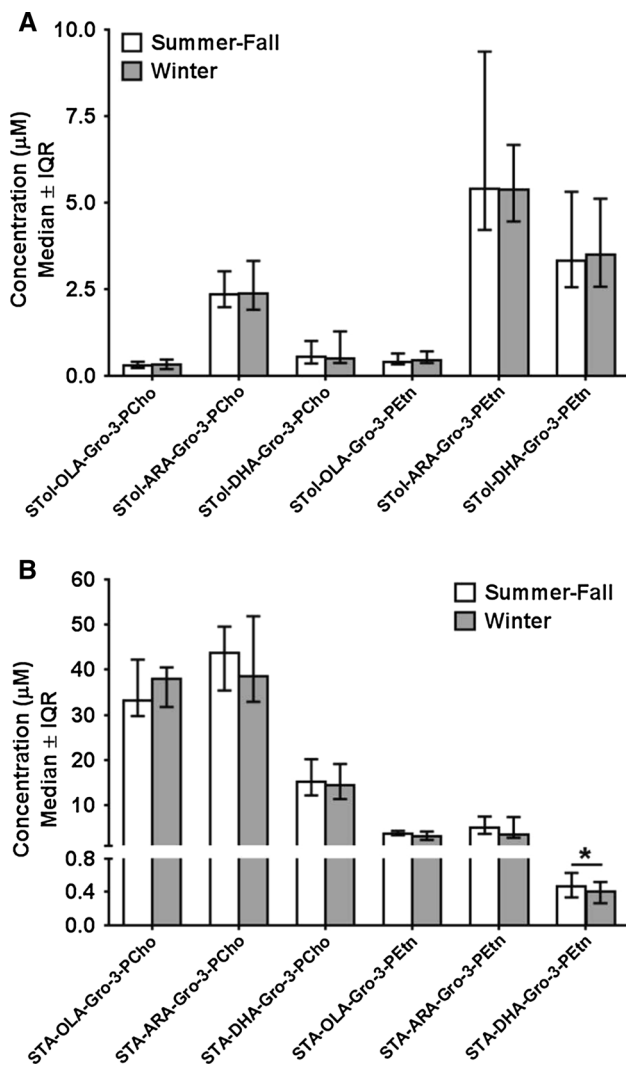 A
Summer-Fall
Winter
Concentration (μM)
Median ± IQR
10.0
7.5
5.0
2.5
0.0
STol-OLA-Gro-3-PCho
STol-ARA-Gro-3-PCho
STol-DHA-Gro-3-PCho
STol-OLA-Gro-3-PEtn
STol-ARA-Gro-3-PEtn
STol-DHA-Gro-3-PEtn
B
Summer-Fall
Winter
Concentration (μM)
Median ± IQR
60
50
40
30
20
10
0.8
0.4
0.0
*
STA-OLA-Gro-3-PCho
STA-ARA-Gro-3-PCho
STA-DHA-Gro-3-PCho
STA-OLA-Gro-3-PEtn
STA-ARA-Gro-3-PEtn
STA-DHA-Gro-3-PEtn